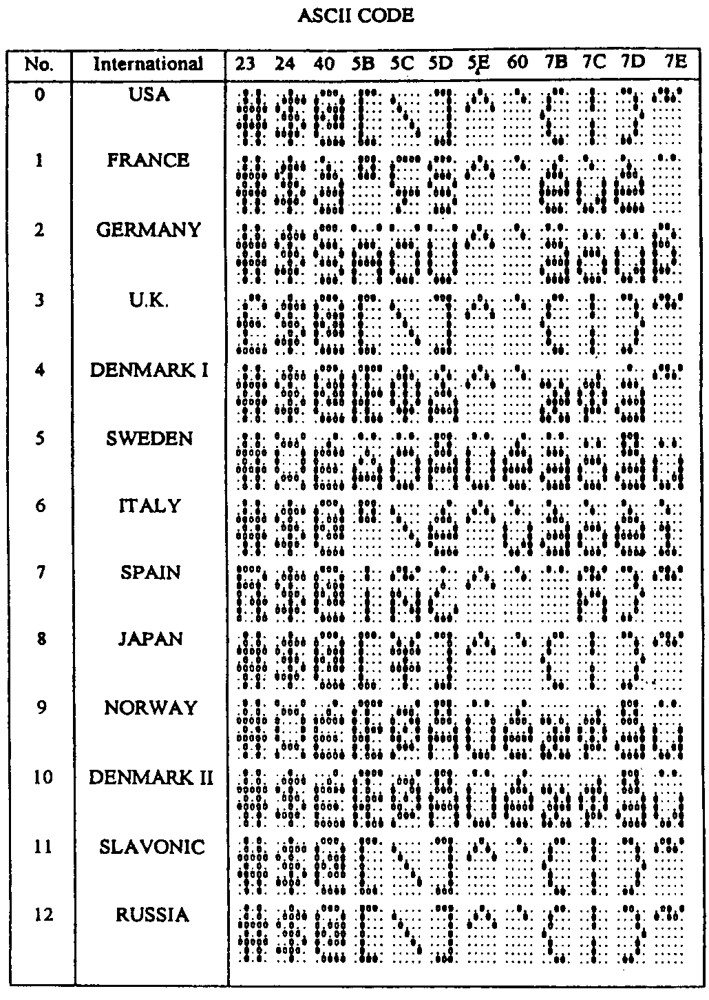 ASCII CODE
No. International 23 24 40 5B 5C 5D 5E 60 7B 7C 7D 7E
0 USA # $ @ [ \ ] ^ ` { | } ~
1 FRANCE # $ à ° ç § ^ ` é ù è ¨
2 GERMANY # $ § Ä Ö Ü ^ ` ä ö ü ß
3 U.K. £ $ @ [ \ ] ^ ` { | } ~
4 DENMARK I # $ @ Æ Ø Å ^ ` æ ø å ~
5 SWEDEN # ¤ É Ä Ö Å Ü é ä ö å ü
6 ITALY # $ @ ° \ é ^ ù à ò è ì
7 SPAIN ₧ $ @ ¡ Ñ ¿ ^ ` ¨ ñ } ~
8 JAPAN # $ @ [ ¥ ] ^ ` { | } ~
9 NORWAY # ¤ É Æ Ø Å Ü é æ ø å ü
10 DENMARK II # $ É Æ Ø Å Ü é æ ø å ü
11 SLAVONIC # $ @ [ \ ] ^ ` { | } ~
12 RUSSIA # $ @ [ \ ] ^ ` { | } ~